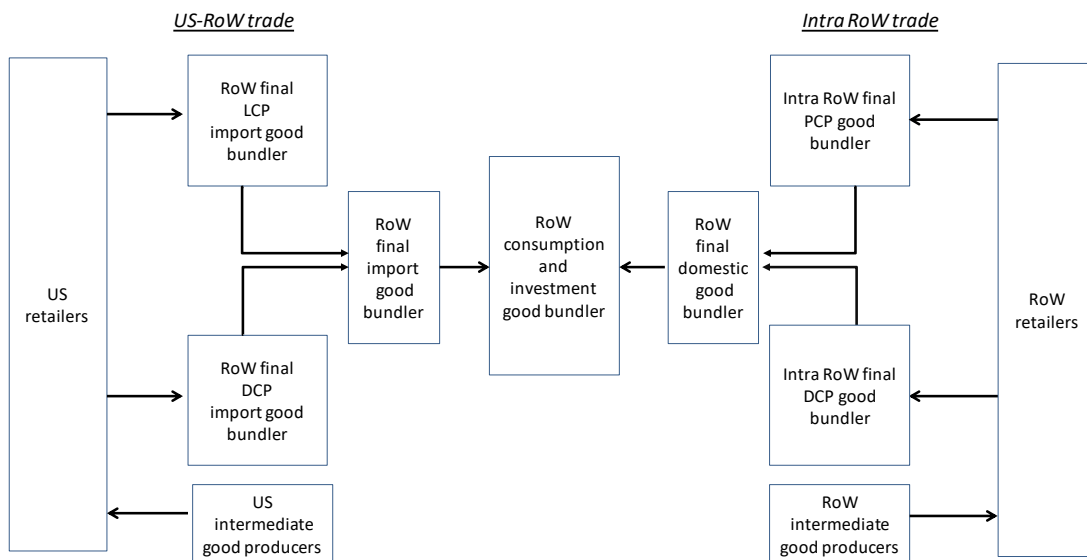 US-RoW trade
Intra RoW trade
US
retailers
RoW final
LCP
import good
bundler
RoW final
DCP
import good
bundler
US
intermediate
good producers
RoW
final
import
good
bundler
RoW
consumption
and
investment
good bundler
RoW
final
domestic
good
bundler
Intra RoW final
PCP good
bundler
Intra RoW final
DCP good
bundler
RoW
intermediate
good producers
RoW
retailers